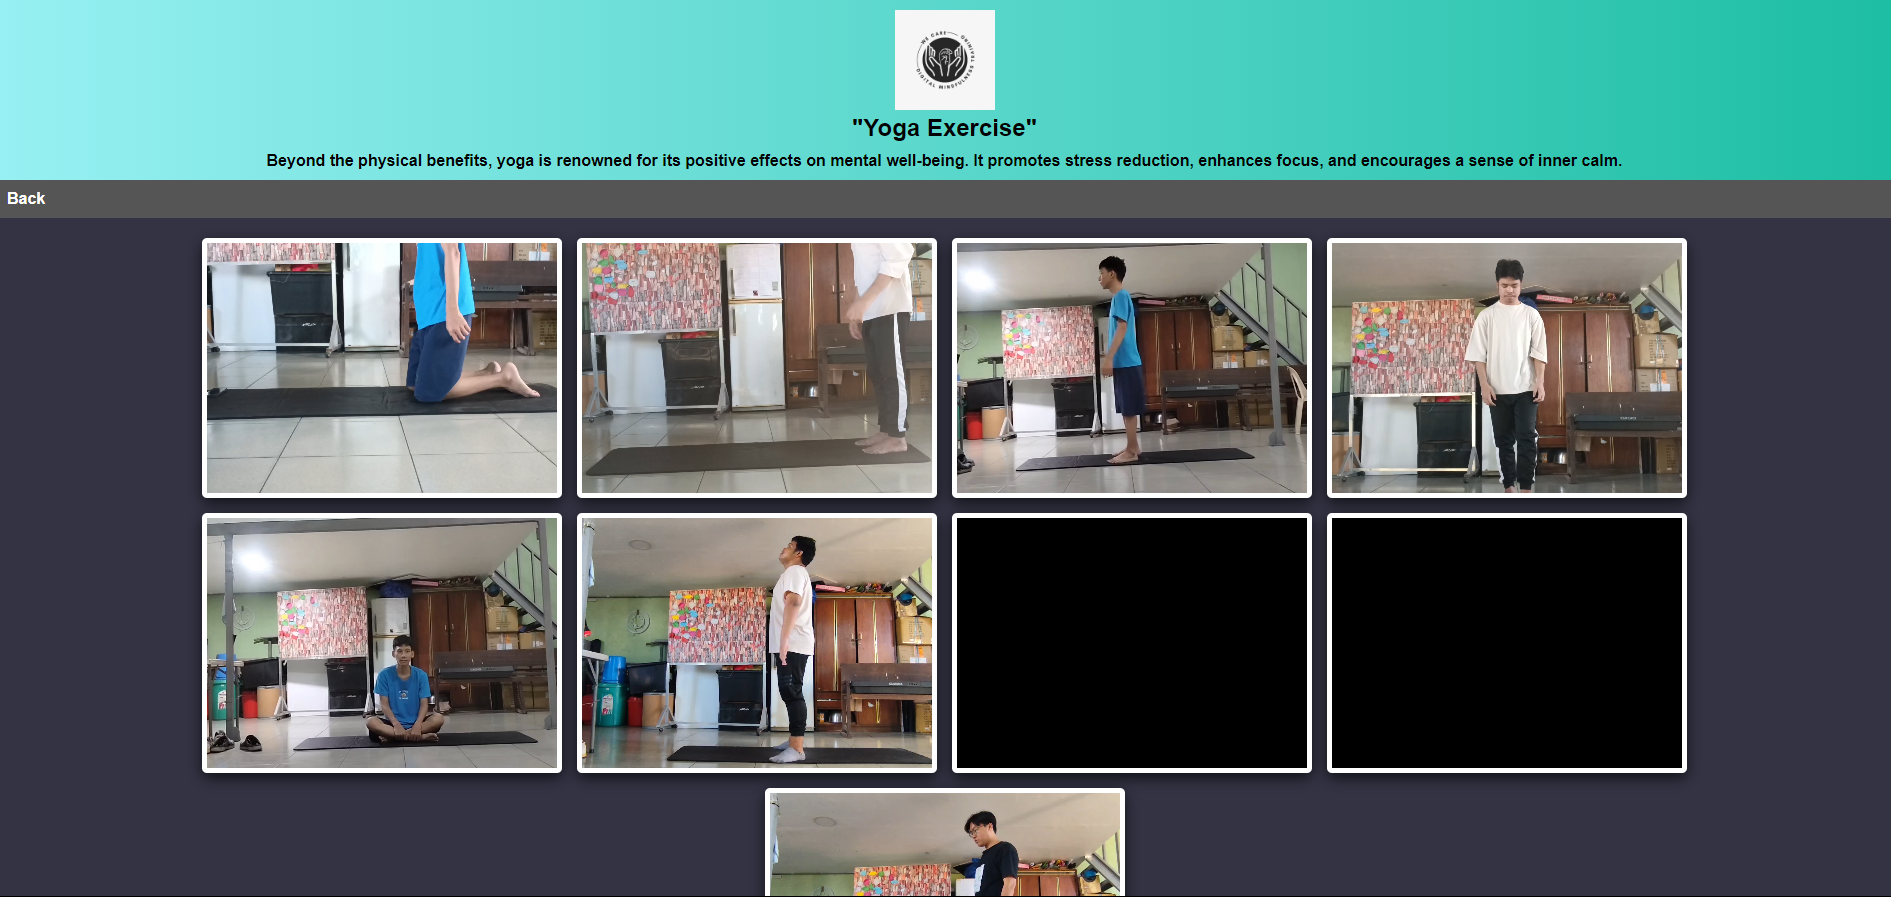 WE CARE
DIGITAL MINDFULNESS TRAINING
"Yoga Exercise"
Beyond the physical benefits, yoga is renowned for its positive effects on mental well-being. It promotes stress reduction, enhances focus, and encourages a sense of inner calm.
Back